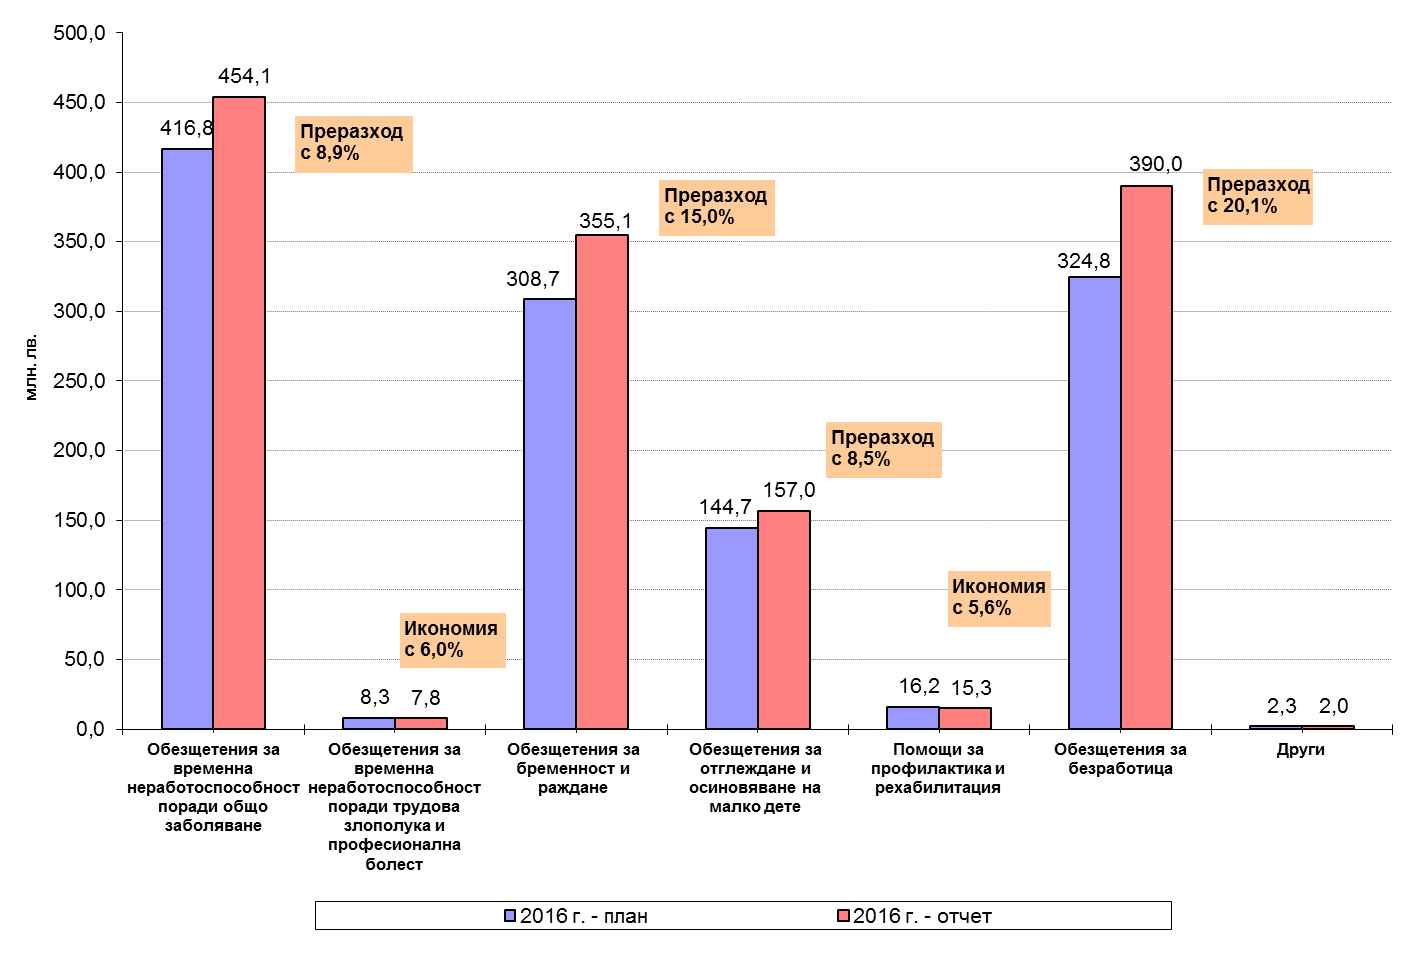 500,0
450,0
400,0
350,0
300,0
250,0
200,0
150,0
100,0
50,0
0,0
млн. лв.
416,8
454,1
Преразход
с 8,9%
8,3
7,8
Икономия
с 6,0%
308,7
355,1
Преразход
с 15,0%
144,7
157,0
Преразход
с 8,5%
16,2
15,3
Икономия
с 5,6%
324,8
390,0
Преразход
с 20,1%
2,3
2,0
Обезщетения за
временна
неработоспособност
поради общо
заболяване
Обезщетения за
временна
неработоспособност
поради трудова
злополука и
професионална
болест
Обезщетения за
бременност и
раждане
Обезщетения за
отглеждане и
осиновяване на
малко дете
Помощи за
профилактика и
рехабилитация
Обезщетения за
безработица
Други
2016 г. - план
2016 г. - отчет